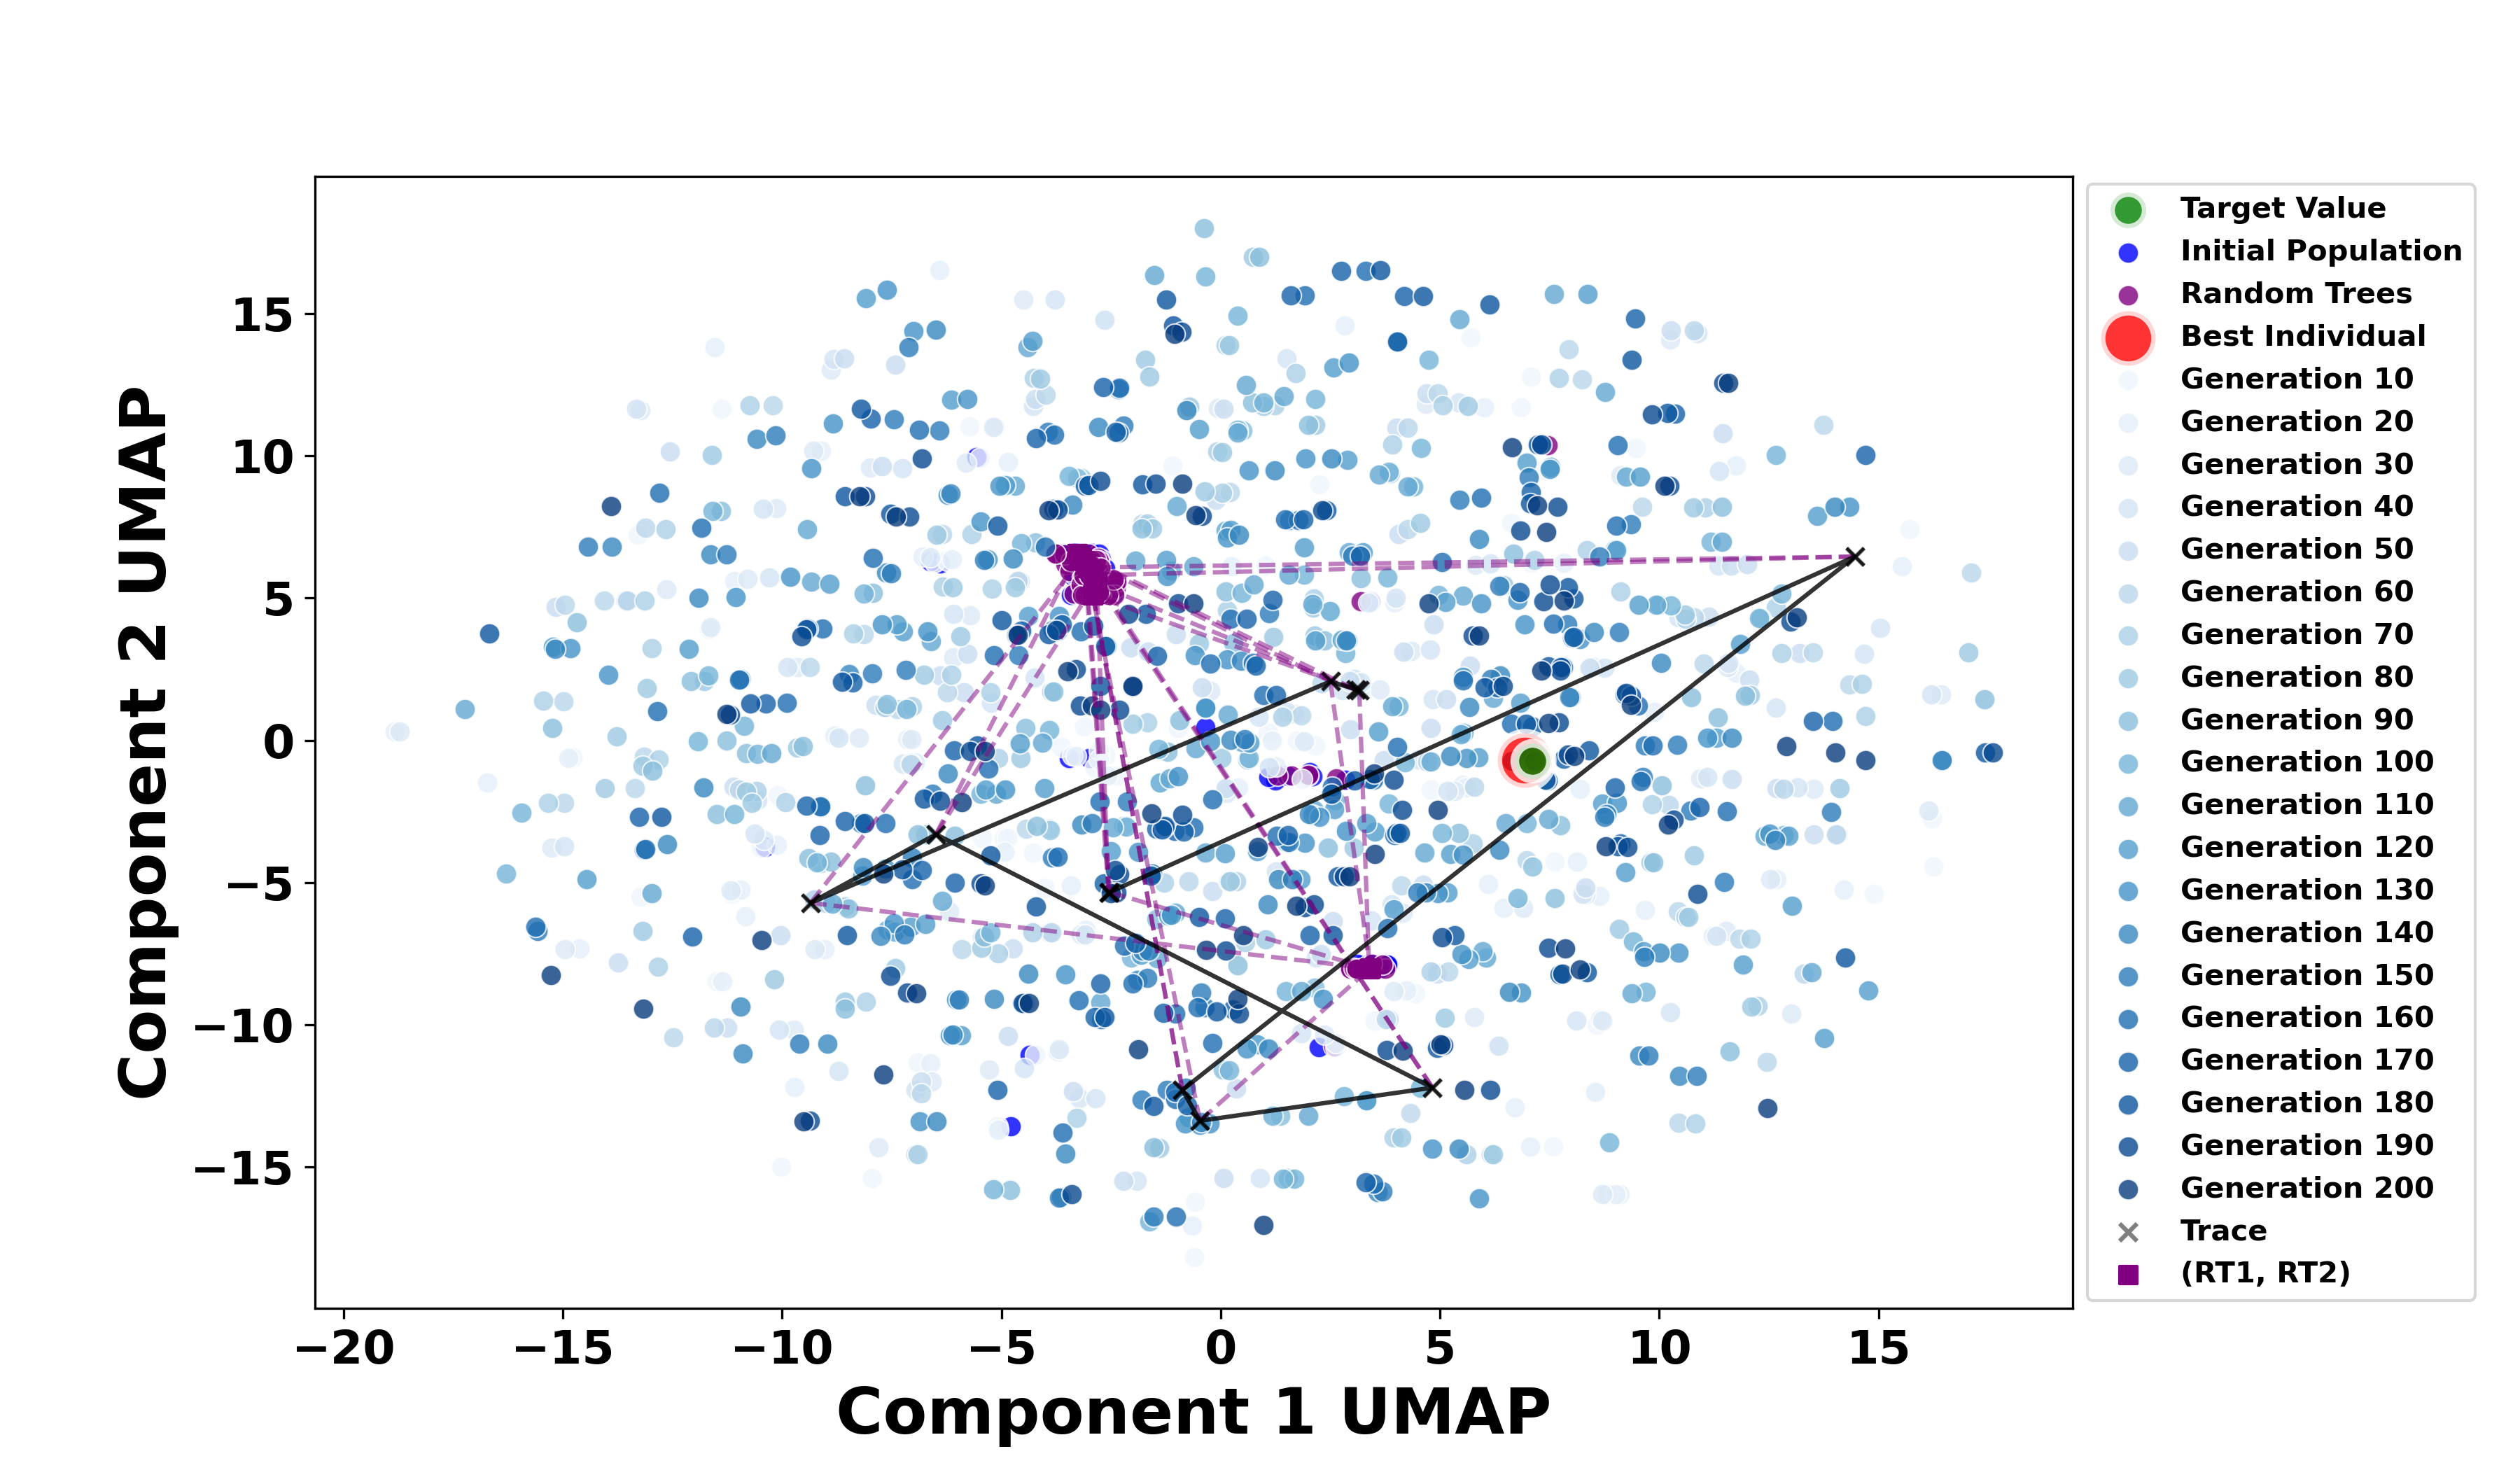 15
10
5
0
−5
−10
−15
Component 2 UMAP
−20 −15 −10 −5 0 5 10 15
Component 1 UMAP
Target Value
Initial Population
Random Trees
Best Individual
Generation 10
Generation 20
Generation 30
Generation 40
Generation 50
Generation 60
Generation 70
Generation 80
Generation 90
Generation 100
Generation 110
Generation 120
Generation 130
Generation 140
Generation 150
Generation 160
Generation 170
Generation 180
Generation 190
Generation 200
Trace
(RT1, RT2)